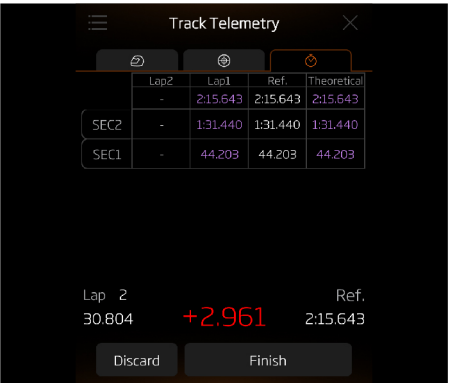 Track Telemetry
Lap2 Lap1 Ref. Theoretical
- 2:15.643 2:15.643 2:15.643
SEC2 - 1:31.440 1:31.440 1:31.440
SEC1 - 44.203 44.203 44.203
Lap 2 Ref.
30.804 +2.961 2:15.643
Discard Finish